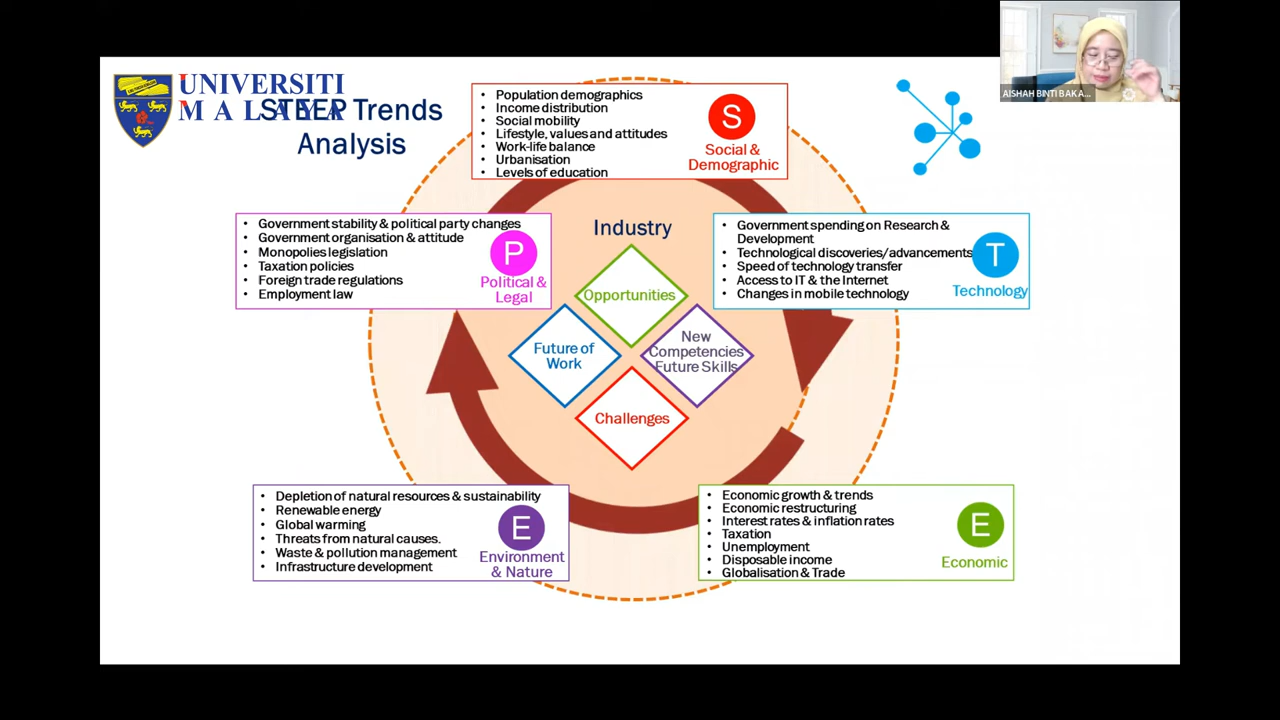 UNIVERSITI
MALAYA
STEEP Trends
Analysis
AISHAH BINTI BAKA...
• Population demographics
• Income distribution
• Social mobility
• Lifestyle, values and attitudes
• Work-life balance
• Urbanisation
• Levels of education
S
Social &
Demographic
• Government stability & political party changes
• Government organisation & attitude
• Monopolies legislation
• Taxation policies
• Foreign trade regulations
• Employment law
P
Political &
Legal
Industry
Opportunities
Future of
Work
New
Competencies
Future Skills
Challenges
• Government spending on Research &
Development
• Technological discoveries/advancements
• Speed of technology transfer
• Access to IT & the Internet
• Changes in mobile technology
T
Technology
• Depletion of natural resources & sustainability
• Renewable energy
• Global warming
• Threats from natural causes.
• Waste & pollution management
• Infrastructure development
E
Environment
& Nature
• Economic growth & trends
• Economic restructuring
• Interest rates & inflation rates
• Taxation
• Unemployment
• Disposable income
• Globalisation & Trade
E
Economic